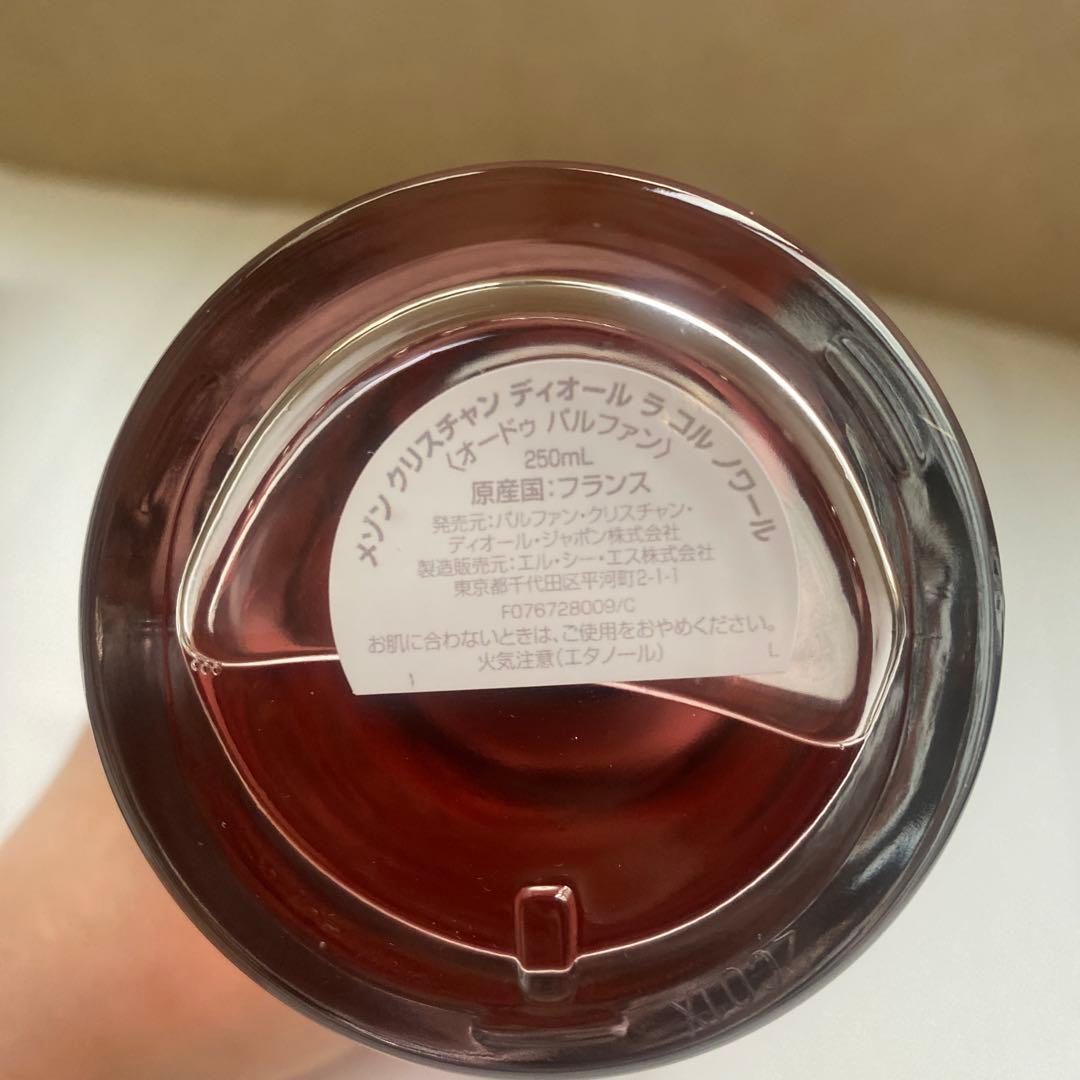 メゾン クリスチャン ディオール ラ コル ノワール
(オードゥ パルファン)
250mL
原産国:フランス
発売元:パルファン・クリスチャン・
ディオール・ジャポン株式会社
製造販売元:エル・シー・エス株式会社
東京都千代田区平河町2-1-1
F076728009/C
お肌に合わないときは、ご使用をおやめください。
火気注意(エタノール)
L